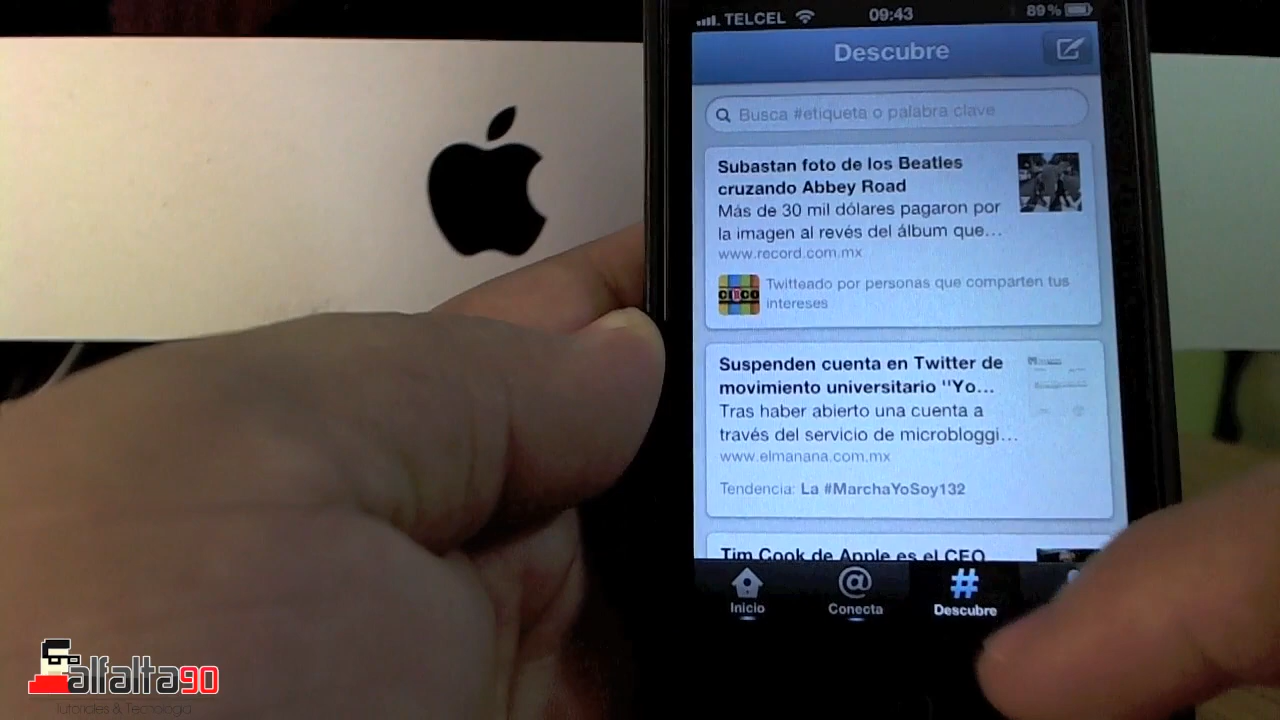 TELCEL 09:43 89%
Descubre
Busca #etiqueta o palabra clave
Subastan foto de los Beatles
cruzando Abbey Road
Más de 30 mil dólares pagaron por
la imagen al revés del álbum que...
www.record.com.mx
Twitteado por personas que comparten tus
intereses
Suspenden cuenta en Twitter de
movimiento universitario "Yo...
Tras haber abierto una cuenta a
través del servicio de microbloggi...
www.elmanana.com.mx
Tendencia: La #MarchaYoSoy132
Tim Cook de Apple es el CEO
Inicio
Conecta
Descubre
alfalta90
Tutoriales & Tecnologia